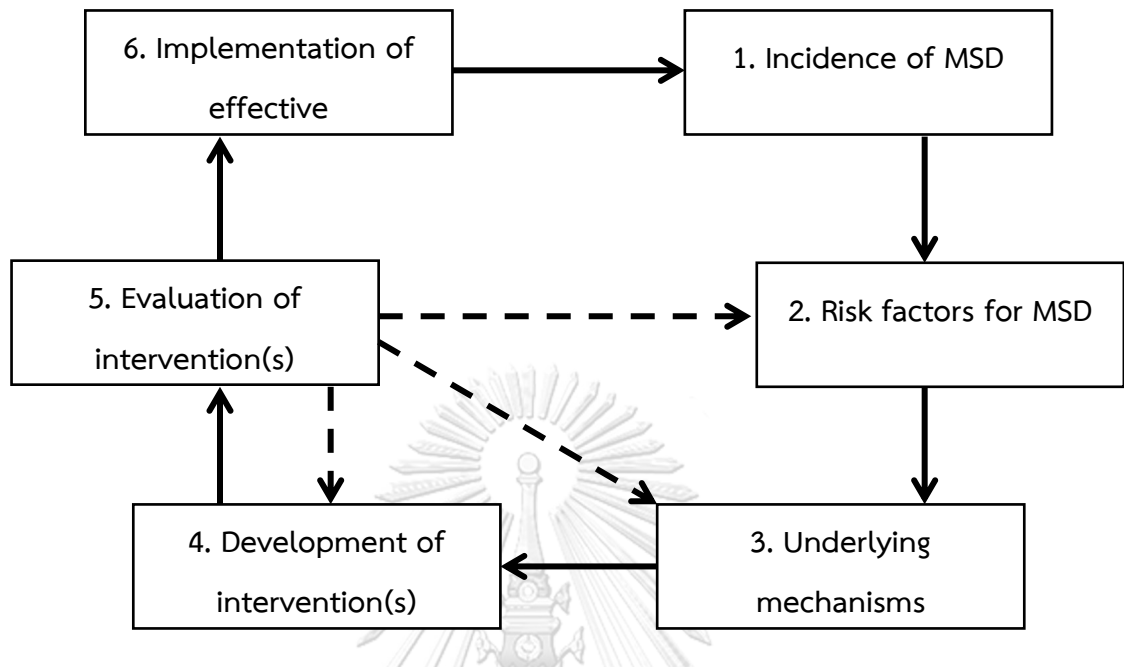 6. Implementation of
effective
1. Incidence of MSD
5. Evaluation of
intervention(s)
2. Risk factors for MSD
4. Development of
intervention(s)
3. Underlying
mechanisms